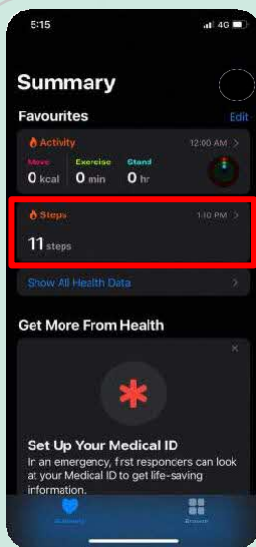 5:15 4G
Summary
Favourites Edit
Activity 12:00 AM >
Move Exercise Stand
0 kcal 0 min 0 hr
Steps 1:10 PM >
11 steps
Show All Health Data >
Get More From Health
×
Set Up Your Medical ID
In an emergency, first responders can look
at your Medical ID to get life-saving
information.
Summary Browse